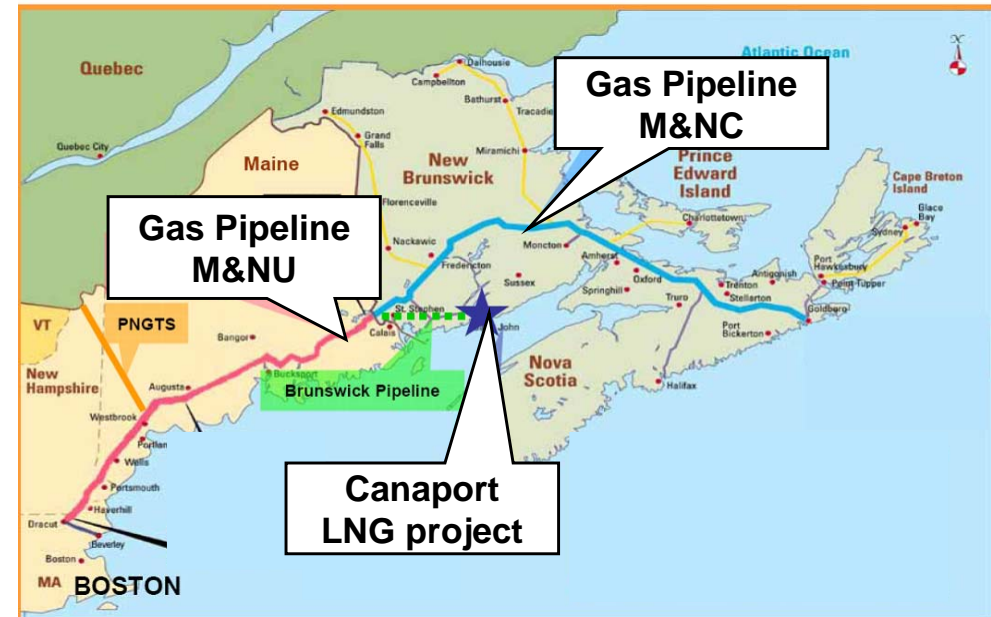 Quebec
Dalhousie
Atlantic Ocean
Campbellton
Bathurst
Tracadie
Edmundston
Gas Pipeline
M&NC
Quebec City
Grand
Falls
Miramichi
Maine
New
Brunswick
Prince
Edward
Island
Cape Breton
Island
Florenceville
Glace
Bay
Sydney
Charlottetown
Gas Pipeline
M&NU
Nackawic
Moncton
Fredericton
Amherst
Port
Hawkesbury
Antigonish
Sussex
Oxford
Trenton
Point-Tupper
Springhill
Stellerton
Truro
Goldboro
St. Stephen
VT
PNGTS
Calais
John
Port
Bickerton
Bangor
Nova
Scotia
New
Hampshire
Bucksport
Halifax
Augusta
Brunswick Pipeline
Westbrook
Portlan
Wells
Canaport
LNG project
Portsmouth
Haverhill
Dracut
Beverley
Boston
MA
BOSTON